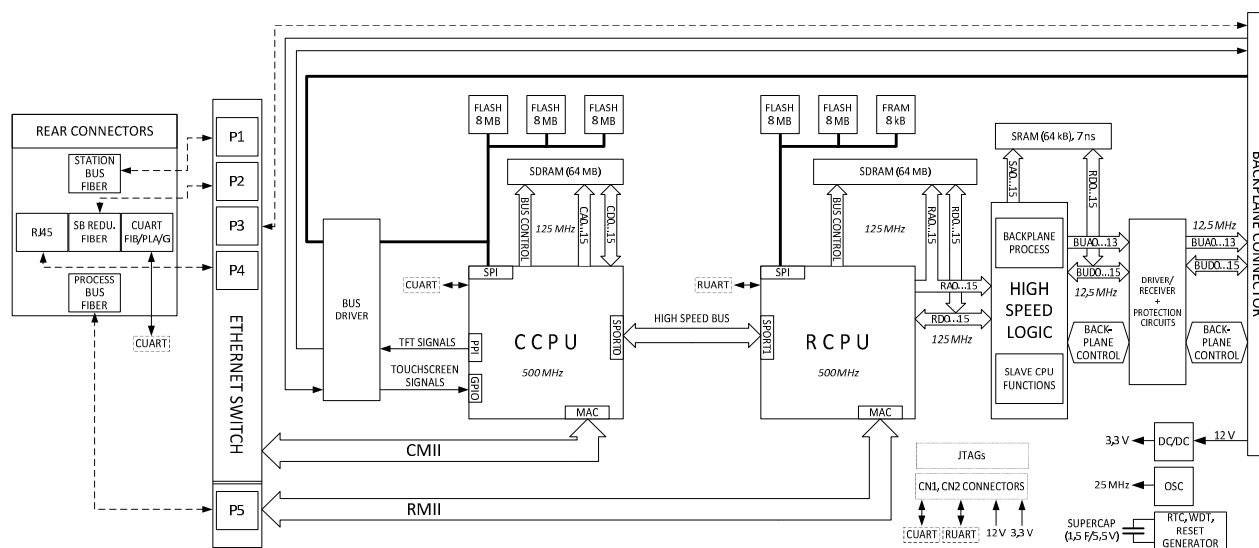 REAR CONNECTORS
STATION
BUS
FIBER
RJ45
SB REDU.
FIBER
CUART
FIB/PLA/G
PROCESS
BUS
FIBER
CUART
P1
P2
P3
P4
ETHERNET SWITCH
P5
BUS
DRIVER
TFT SIGNALS
TOUCHSCREEN
SIGNALS
FLASH
8 MB
FLASH
8 MB
FLASH
8 MB
SDRAM (64 MB)
BUS CONTROL
125 MHz
CA0...15
CD0...15
CUART
SPI
PPI
GPIO
CCPU
500 MHz
SPORT0
MAC
HIGH SPEED BUS
CMII
RMII
FLASH
8 MB
FLASH
8 MB
FRAM
8 kB
SDRAM (64 MB)
BUS CONTROL
125 MHz
RA0...15
RD0...15
RUART
SPI
SPORT1
RCPU
500 MHz
MAC
RA0...15
RD0...15
125 MHz
SRAM (64 kB), 7 ns
SA0...15
RD0...15
BACKPLANE
PROCESS
HIGH
SPEED
LOGIC
SLAVE CPU
FUNCTIONS
BUA0...13
BUD0...15
12,5 MHz
BACK-
PLANE
CONTROL
DRIVER/
RECEIVER
+
PROTECTION
CIRCUITS
12,5 MHz
BUA0...13
BUD0...15
BACK-
PLANE
CONTROL
BACKPLANE CONNECTOR
JTAGs
CN1, CN2 CONNECTORS
CUART
RUART
12 V
3,3 V
3,3 V
DC/DC
12 V
25 MHz
OSC
SUPERCAP
(1,5 F/5,5 V)
RTC, WDT,
RESET
GENERATOR